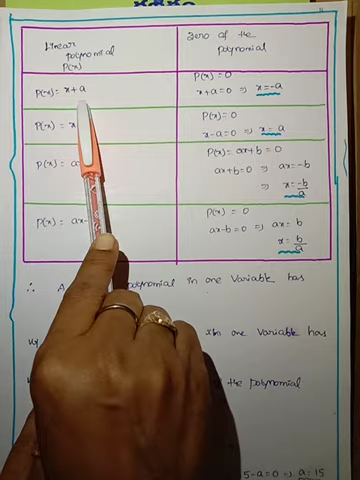 Linear
polynomial
P(x)
zero of the
polynomial
P(x) = x+a
P(x) = 0
x+a = 0 ⇒ x = -a
P(x) = x
P(x) = 0
x-a = 0 ⇒ x = a
P(x) = ax
P(x) = ax+b = 0
ax+b = 0 ⇒ ax = -b
⇒ x = -b/a
P(x) = ax-
P(x) = 0
ax-b = 0 ⇒ ax = b
x = b/a
∴ A polynomial in one variable has
in one variable has
the polynomial
5-a = 0 ⇒ a = 15